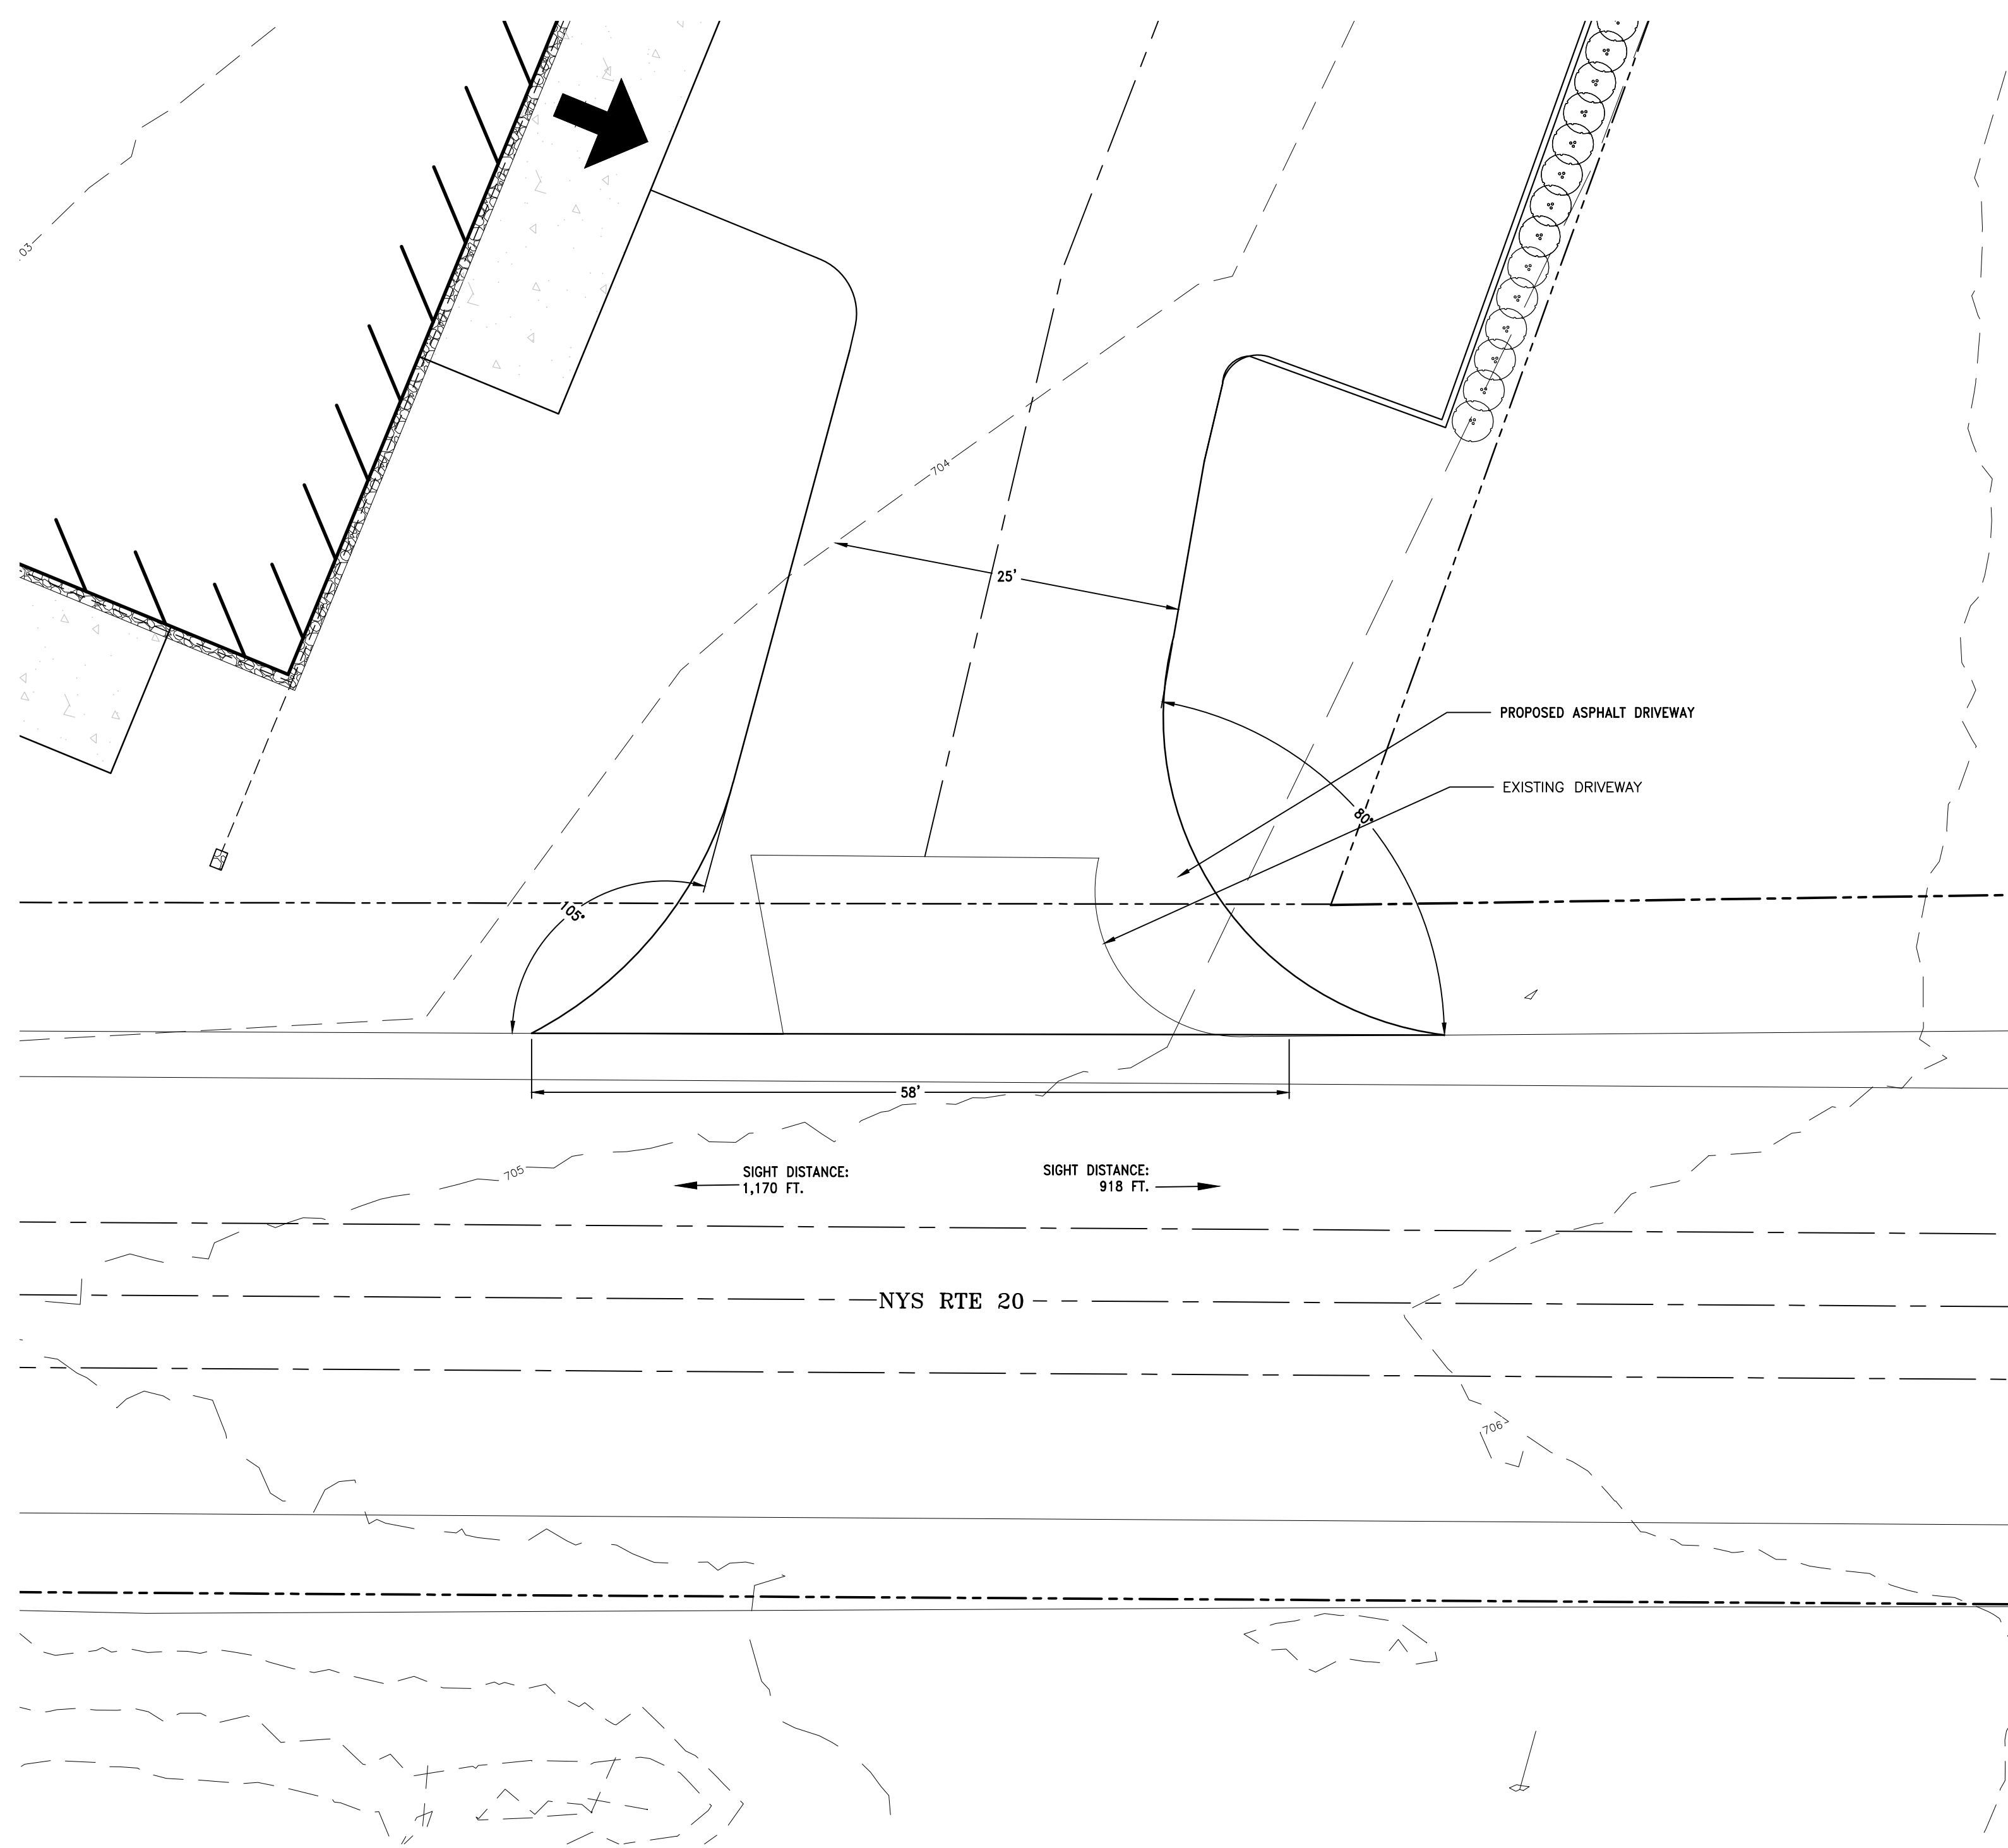 03
704
25'
PROPOSED ASPHALT DRIVEWAY
EXISTING DRIVEWAY
80°
105°
58'
705
SIGHT DISTANCE:
1,170 FT.
SIGHT DISTANCE:
918 FT.
NYS RTE 20
706